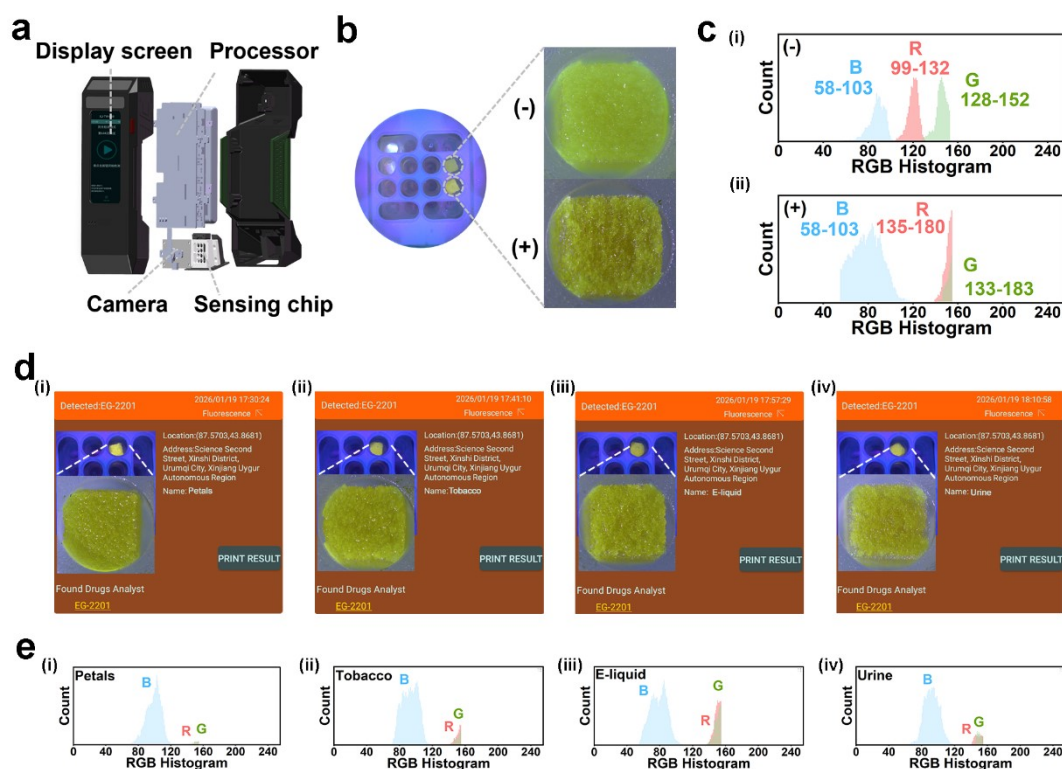 a
Display screen
Processor
Camera
Sensing chip
b
(-)
(+)
c
(i)
(-)
Count
B
58-103
R
99-132
G
128-152
0 40 80 120 160 200 240
RGB Histogram
(ii)
(+)
Count
B
58-103
R
135-180
G
133-183
0 40 80 120 160 200 240
RGB Histogram
d
(i)
Detected:EG-2201
2026/01/19 17:30:24
Fluorescence
Location:(87.5703,43.8681)
Address:Science Second
Street, Xinshi District,
Urumqi City, Xinjiang Uygur
Autonomous Region
Name: Petals
PRINT RESULT
Found Drugs Analyst
EG-2201
(ii)
Detected:EG-2201
2026/01/19 17:41:10
Fluorescence
Location:(87.5703,43.8681)
Address:Science Second
Street, Xinshi District,
Urumqi City, Xinjiang Uygur
Autonomous Region
Name:Tobacco
PRINT RESULT
Found Drugs Analyst
EG-2201
(iii)
Detected:EG-2201
2026/01/19 17:57:29
Fluorescence
Location:(87.5703,43.8681)
Address:Science Second
Street, Xinshi District,
Urumqi City, Xinjiang Uygur
Autonomous Region
Name: E-liquid
PRINT RESULT
Found Drugs Analyst
EG-2201
(iv)
Detected:EG-2201
2026/01/19 18:10:58
Fluorescence
Location:(87.5703,43.8681)
Address:Science Second
Street, Xinshi District,
Urumqi City, Xinjiang Uygur
Autonomous Region
Name:Urine
PRINT RESULT
Found Drugs Analyst
EG-2201
e
(i)
Petals
Count
B
R
G
0 40 80 120 160 200 240
RGB Histogram
(ii)
Tobacco
Count
B
R
G
0 40 80 120 160 200 240
RGB Histogram
(iii)
E-liquid
Count
B
R
G
0 40 80 120 160 200 240
RGB Histogram
(iv)
Urine
Count
B
R
G
0 40 80 120 160 200 240
RGB Histogram